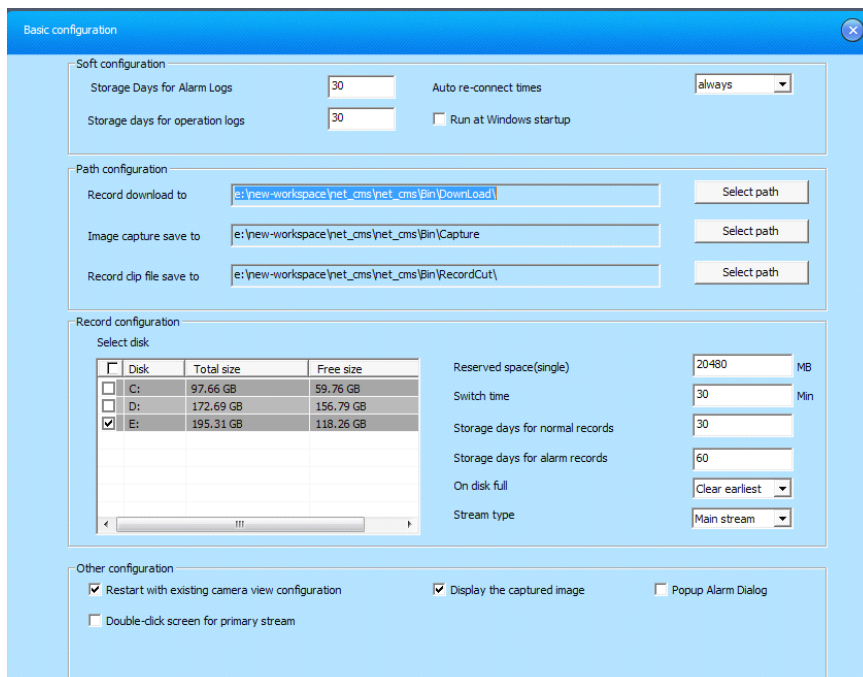 Basic configuration
Soft configuration
Storage Days for Alarm Logs 30 Auto re-connect times always
Storage days for operation logs 30 Run at Windows startup
Path configuration
Record download to e:\new-workspace\net_cms\net_cms\Bin\DownLoad\ Select path
Image capture save to e:\new-workspace\net_cms\net_cms\Bin\Capture Select path
Record clip file save to e:\new-workspace\net_cms\net_cms\Bin\RecordCut\ Select path
Record configuration
Select disk
Disk Total size Free size
C: 97.66 GB 59.76 GB
D: 172.69 GB 156.79 GB
E: 195.31 GB 118.26 GB
Reserved space(single) 20480 MB
Switch time 30 Min
Storage days for normal records 30
Storage days for alarm records 60
On disk full Clear earliest
Stream type Main stream
Other configuration
Restart with existing camera view configuration Display the captured image Popup Alarm Dialog
Double-click screen for primary stream